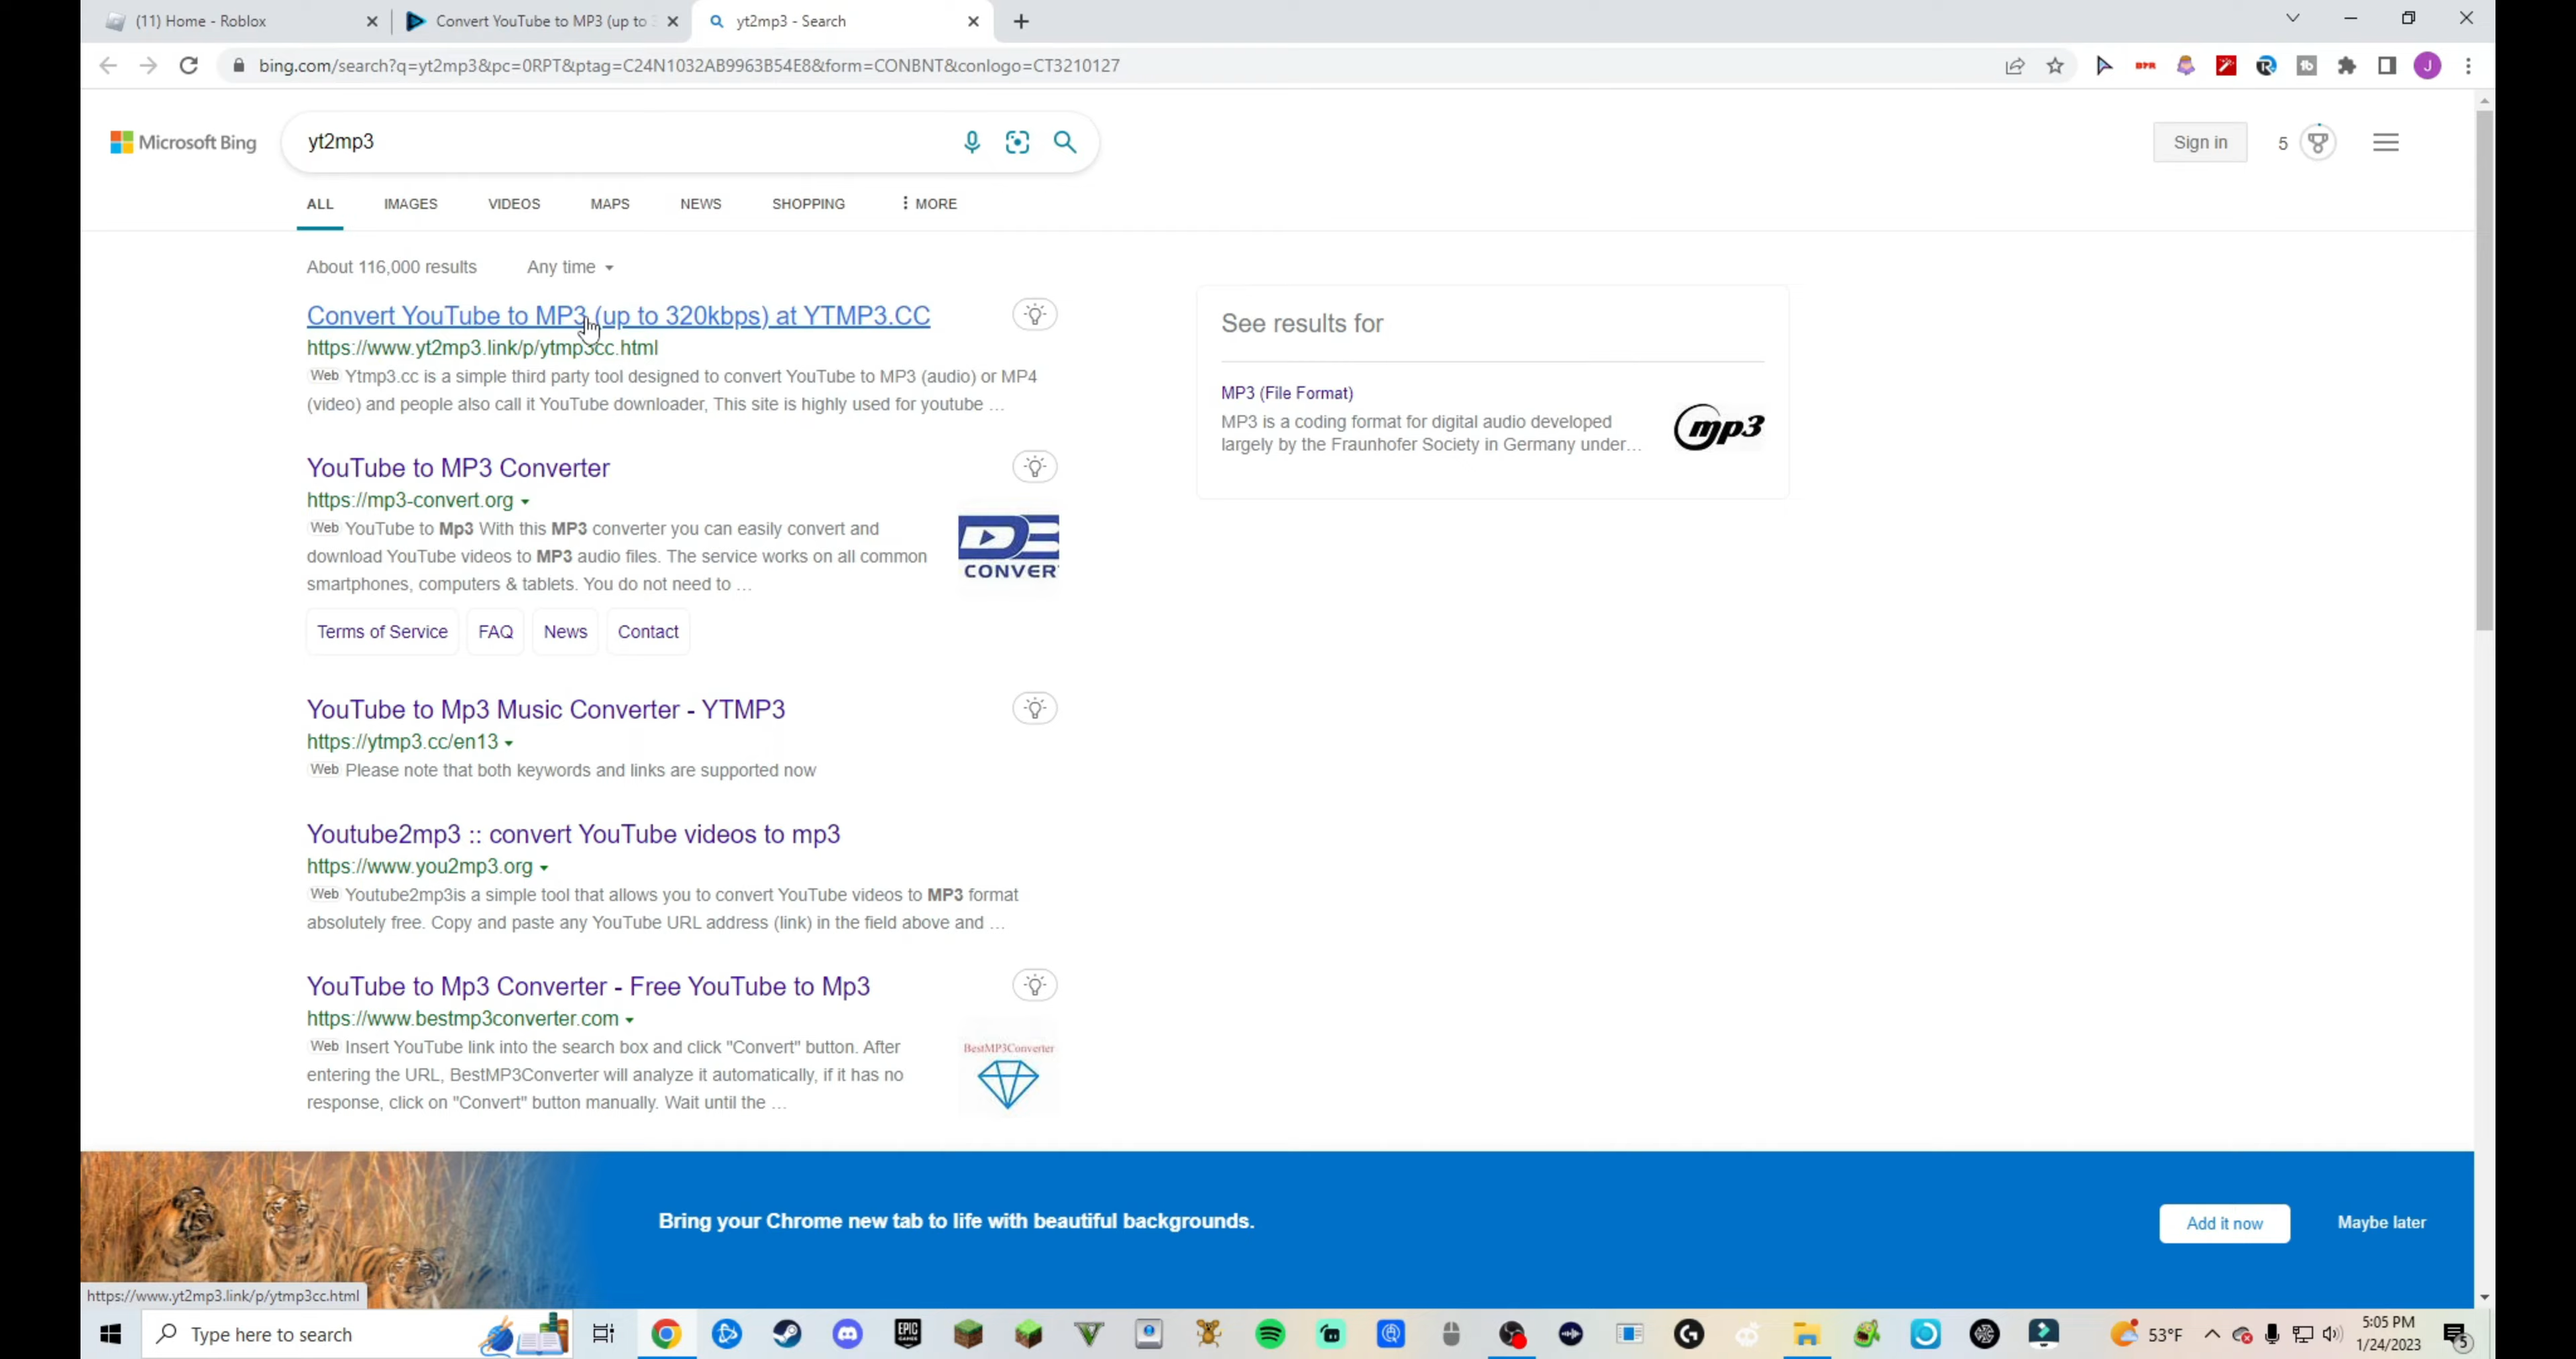 (11) Home - Roblox
Convert YouTube to MP3 (up to 3
yt2mp3 - Search
bing.com/search?q=yt2mp3&pc=0RPT&ptag=C24N1032AB9963B54E8&form=CONBNT&conlogo=CT3210127
J
Microsoft Bing
yt2mp3
Sign in
5
ALL IMAGES VIDEOS MAPS NEWS SHOPPING MORE
About 116,000 results Any time
Convert YouTube to MP3 (up to 320kbps) at YTMP3.CC
https://www.yt2mp3.link/p/ytmp3cc.html
Web Ytmp3.cc is a simple third party tool designed to convert YouTube to MP3 (audio) or MP4
(video) and people also call it YouTube downloader, This site is highly used for youtube ...
See results for
MP3 (File Format)
MP3 is a coding format for digital audio developed
largely by the Fraunhofer Society in Germany under...
mp3
YouTube to MP3 Converter
https://mp3-convert.org
Web YouTube to Mp3 With this MP3 converter you can easily convert and
download YouTube videos to MP3 audio files. The service works on all common
smartphones, computers & tablets. You do not need to ...
CONVER
Terms of Service FAQ News Contact
YouTube to Mp3 Music Converter - YTMP3
https://ytmp3.cc/en13
Web Please note that both keywords and links are supported now
Youtube2mp3 :: convert YouTube videos to mp3
https://www.you2mp3.org
Web Youtube2mp3is a simple tool that allows you to convert YouTube videos to MP3 format
absolutely free. Copy and paste any YouTube URL address (link) in the field above and ...
YouTube to Mp3 Converter - Free YouTube to Mp3
https://www.bestmp3converter.com
Web Insert YouTube link into the search box and click "Convert" button. After
entering the URL, BestMP3Converter will analyze it automatically, if it has no
response, click on "Convert" button manually. Wait until the ...
BestMP3Converter
Bring your Chrome new tab to life with beautiful backgrounds.
Add it now
Maybe later
https://www.yt2mp3.link/p/ytmp3cc.html
Type here to search
EPIC GAMES
53°F
5:05 PM
1/24/2023
5